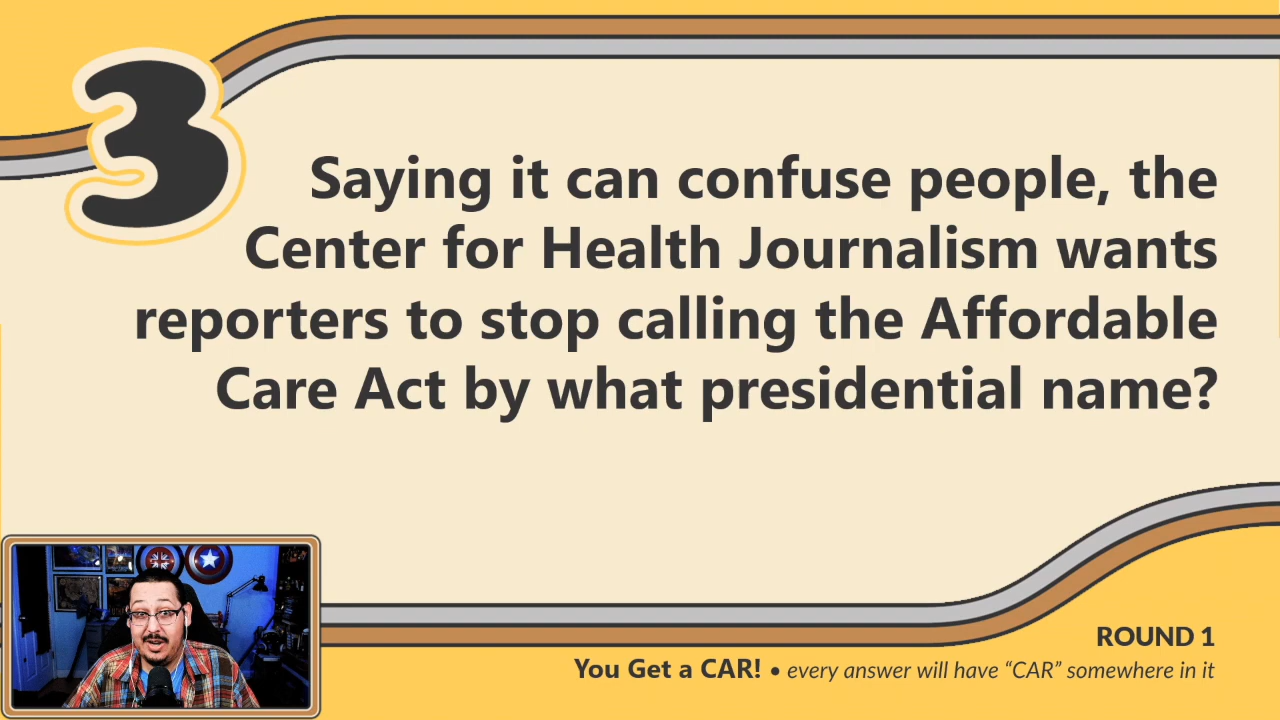 3
Saying it can confuse people, the
Center for Health Journalism wants
reporters to stop calling the Affordable
Care Act by what presidential name?
ROUND 1
You Get a CAR! • every answer will have “CAR” somewhere in it